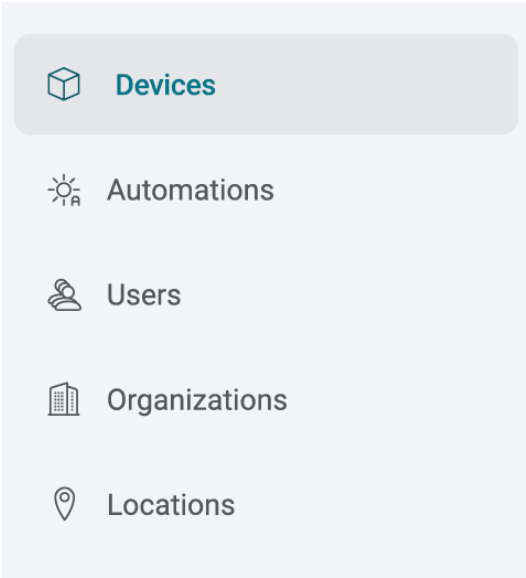 Devices
Automations
Users
Organizations
Locations